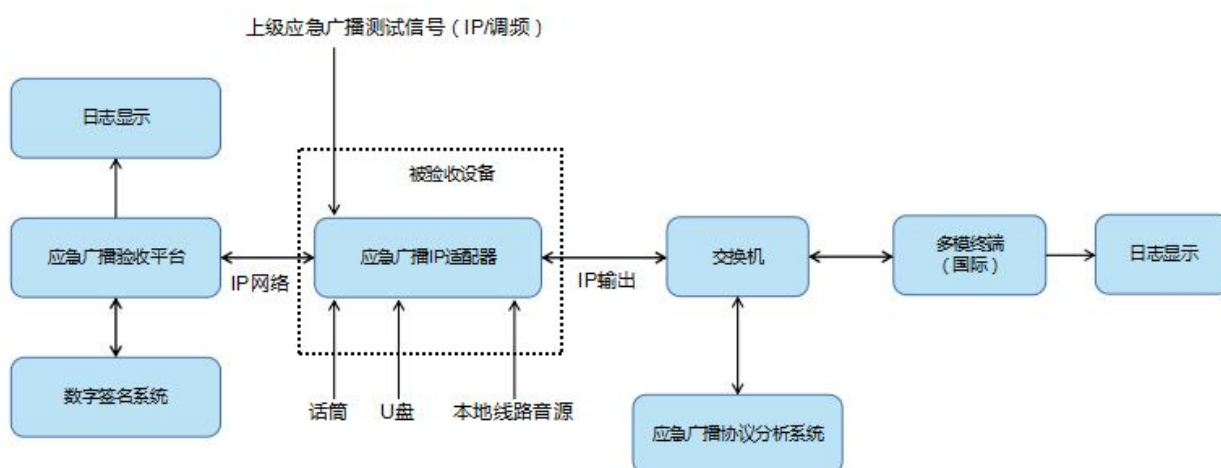 上级应急广播测试信号（IP/调频）
日志显示
被验收设备
应急广播验收平台
IP网络
应急广播IP适配器
IP输出
交换机
多模终端
（国际）
日志显示
数字签名系统
话筒
U盘
本地线路音源
应急广播协议分析系统